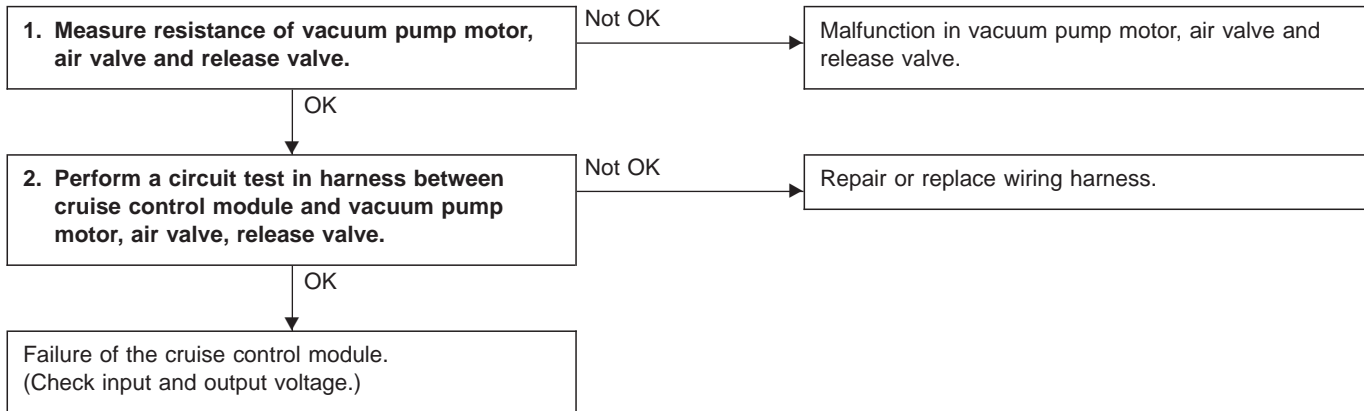 1. Measure resistance of vacuum pump motor,
air valve and release valve.
Not OK
Malfunction in vacuum pump motor, air valve and
release valve.
OK
2. Perform a circuit test in harness between
cruise control module and vacuum pump
motor, air valve, release valve.
Not OK
Repair or replace wiring harness.
OK
Failure of the cruise control module.
(Check input and output voltage.)